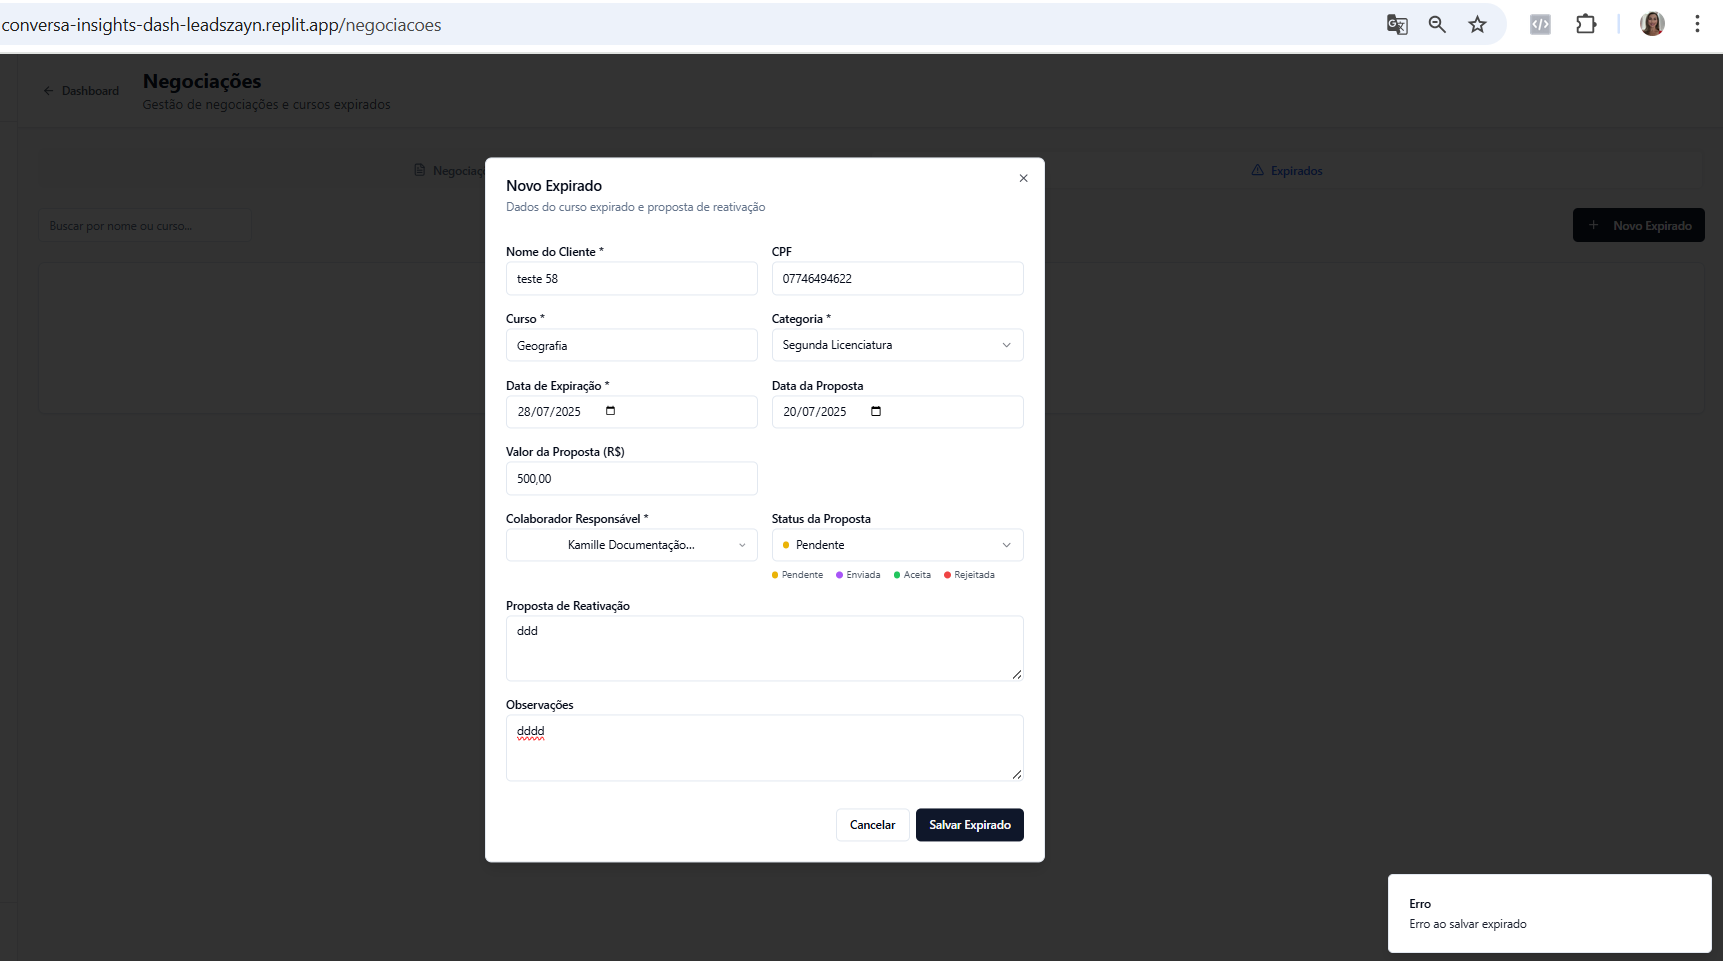 conversa-insights-dash-leadszayn.replit.app/negociacoes
Dashboard
Negociações
Gestão de negociações e cursos expirados
Expirados
Buscar por nome ou curso...
+ Novo Expirado
Novo Expirado
Dados do curso expirado e proposta de reativação
Nome do Cliente * CPF
teste 58 07746494622
Curso * Categoria *
Geografia Segunda Licenciatura
Data de Expiração * Data da Proposta
28/07/2025 20/07/2025
Valor da Proposta (R$)
500,00
Colaborador Responsável * Status da Proposta
Kamille Documentação... Pendente
Pendente Enviada Aceita Rejeitada
Proposta de Reativação
ddd
Observações
dddd
Cancelar Salvar Expirado
Erro
Erro ao salvar expirado